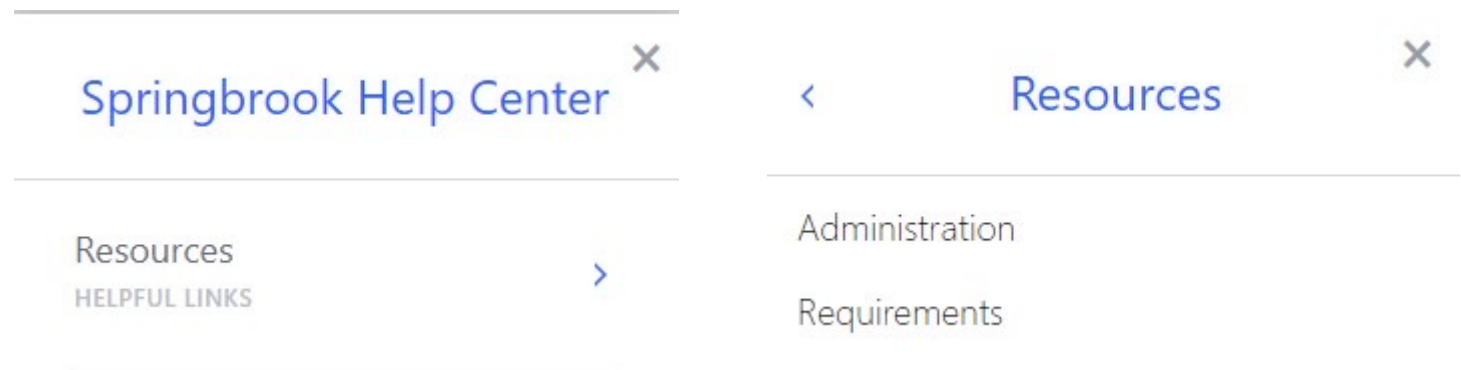 Springbrook Help Center
Resources
HELPFUL LINKS
Resources
Administration
Requirements